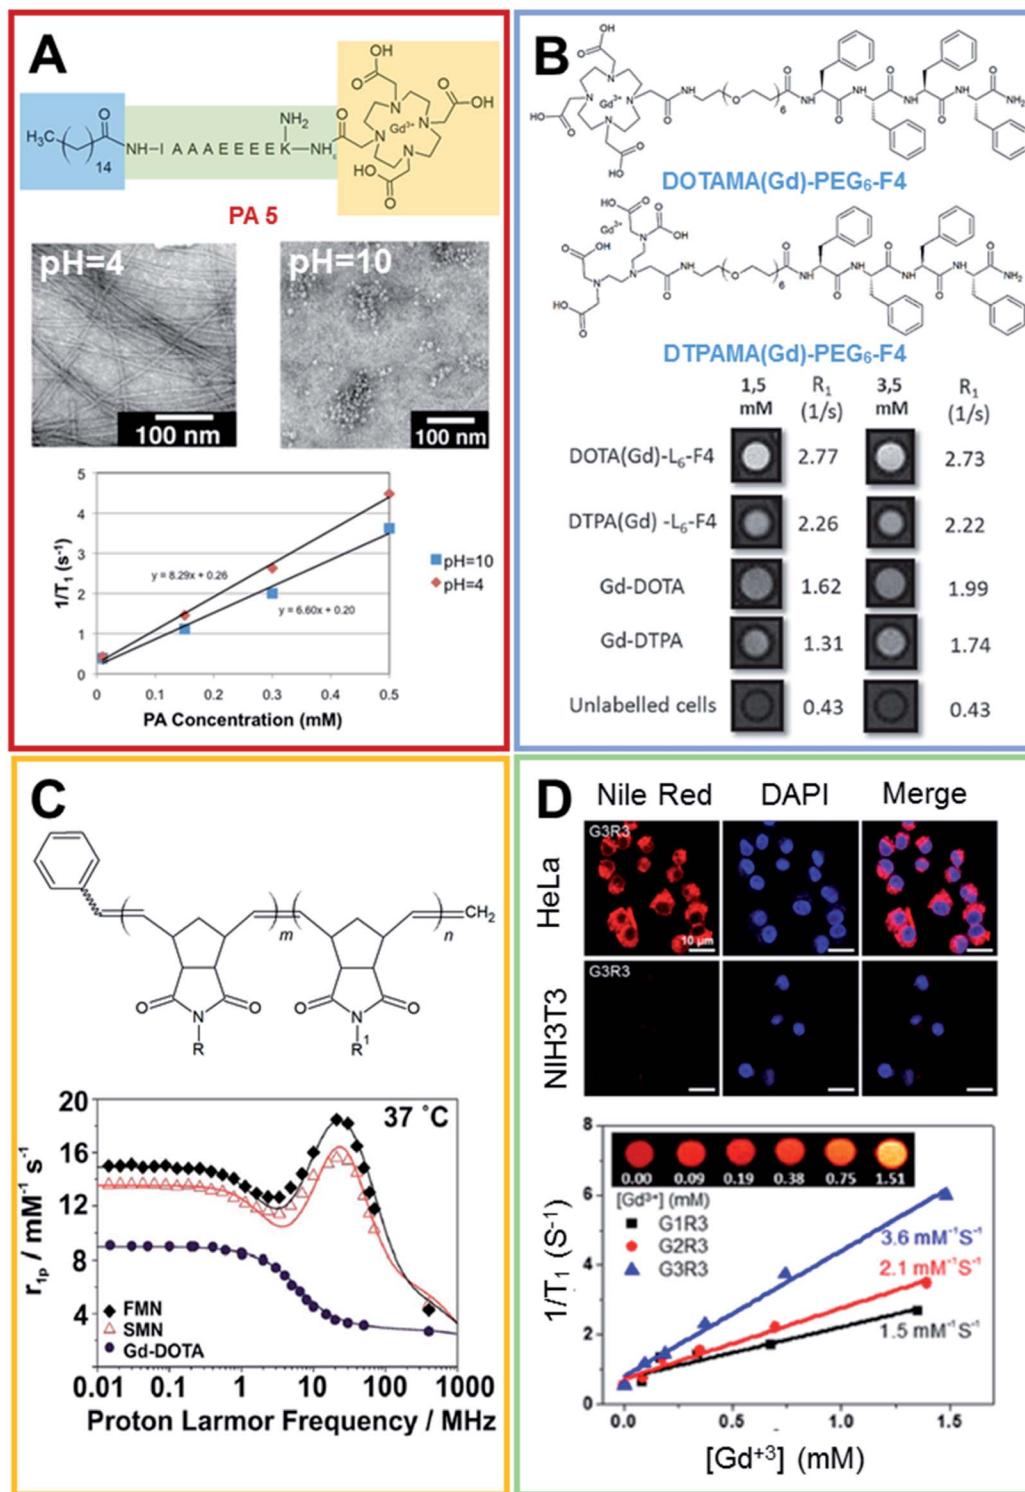 A
H₃C
14
O
NH–I A A A E E E E K–NH
NH₂
ε
O
OH
O
OH
O
N
N
Gd³⁺
N
N
HO
O
PA 5
pH=4
100 nm
pH=10
100 nm
1/T₁ (s⁻¹)
5
4
3
2
1
0
y = 8.29x + 0.26
y = 6.60x + 0.20
pH=10
pH=4
0
0.1
0.2
0.3
0.4
0.5
PA Concentration (mM)
B
OH
O
HO
O
N
N
Gd³⁺
N
N
O
OH
O
N
H
O
6
O
N
H
O
H
N
O
N
H
O
H
N
O
NH₂
DOTAMA(Gd)-PEG₆-F4
HO
O
HO
O
Gd³⁺
N
OH
O
OH
N
N
HO
O
O
N
H
O
6
O
N
H
O
H
N
O
N
H
O
H
N
O
NH₂
DTPAMA(Gd)-PEG₆-F4
1,5 mM
R₁ (1/s)
3,5 mM
R₁ (1/s)
DOTA(Gd)-L₆-F4 2.77 2.73
DTPA(Gd) -L₆-F4 2.26 2.22
Gd-DOTA 1.62 1.99
Gd-DTPA 1.31 1.74
Unlabelled cells 0.43 0.43
C
m
n
CH₂
O
N
O
R
O
N
O
R¹
r₁ₚ / mM⁻¹ s⁻¹
20
16
12
8
4
37 °C
FMN
SMN
Gd-DOTA
0.01
0.1
1
10
100
1000
Proton Larmor Frequency / MHz
D
Nile Red DAPI Merge
HeLa
G3R3
10 μm
NIH3T3
G3R3
1/T₁ (S⁻¹)
8
6
4
2
0
0.00 0.09 0.19 0.38 0.75 1.51
[Gd³⁺] (mM)
G1R3
G2R3
G3R3
3.6 mM⁻¹S⁻¹
2.1 mM⁻¹S⁻¹
1.5 mM⁻¹S⁻¹
0.0
0.5
1.0
1.5
[Gd⁺³] (mM)